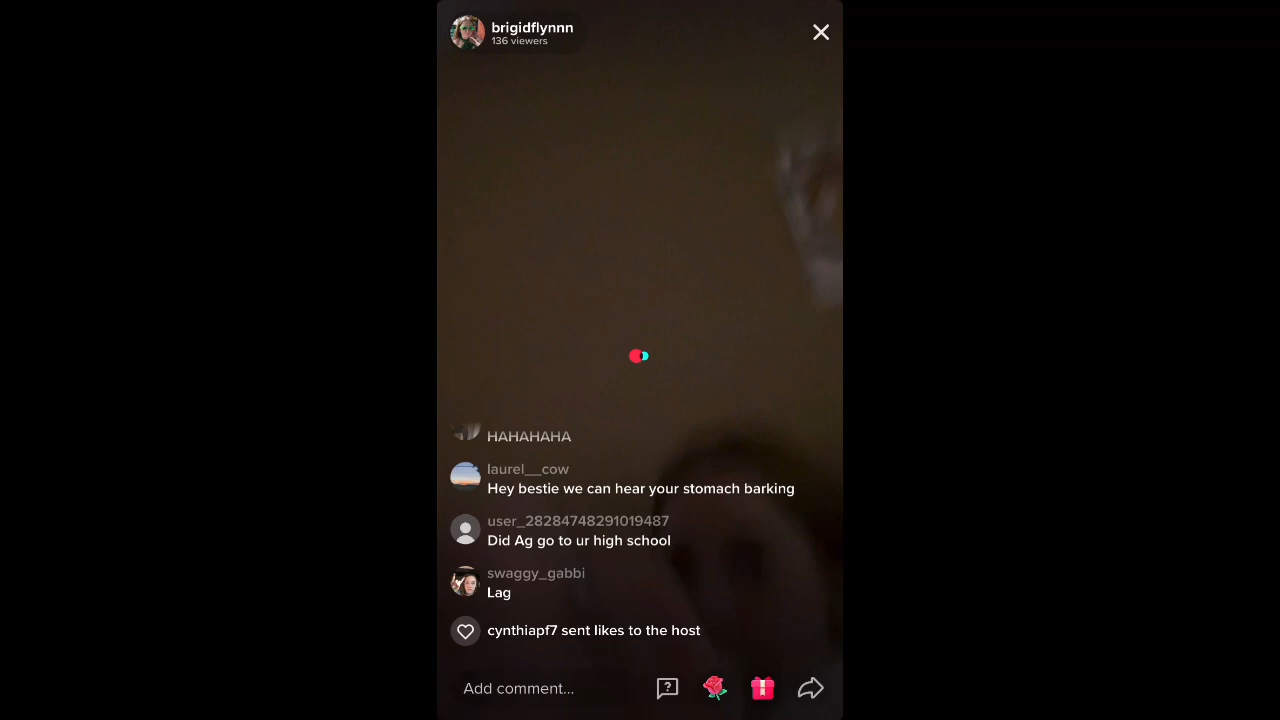 brigidflynnn
136 viewers
HAHAHAHA
laurel__cow
Hey bestie we can hear your stomach barking
user_28284748291019487
Did Ag go to ur high school
swaggy_gabbi
Lag
cynthiapf7 sent likes to the host
Add comment...
?